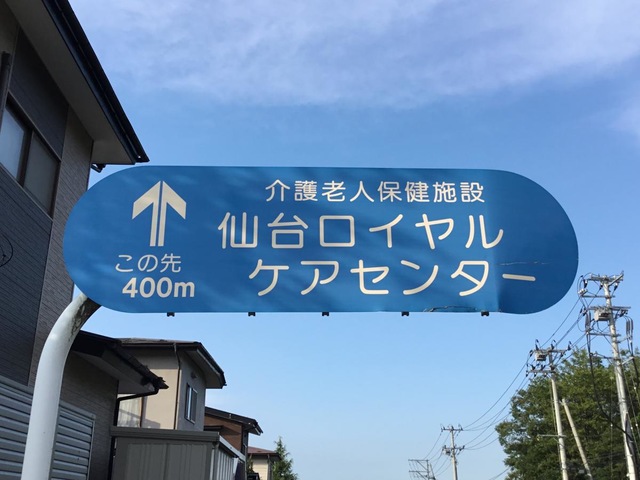 介護老人保健施設
仙台ロイヤル
ケアセンター
この先
400m